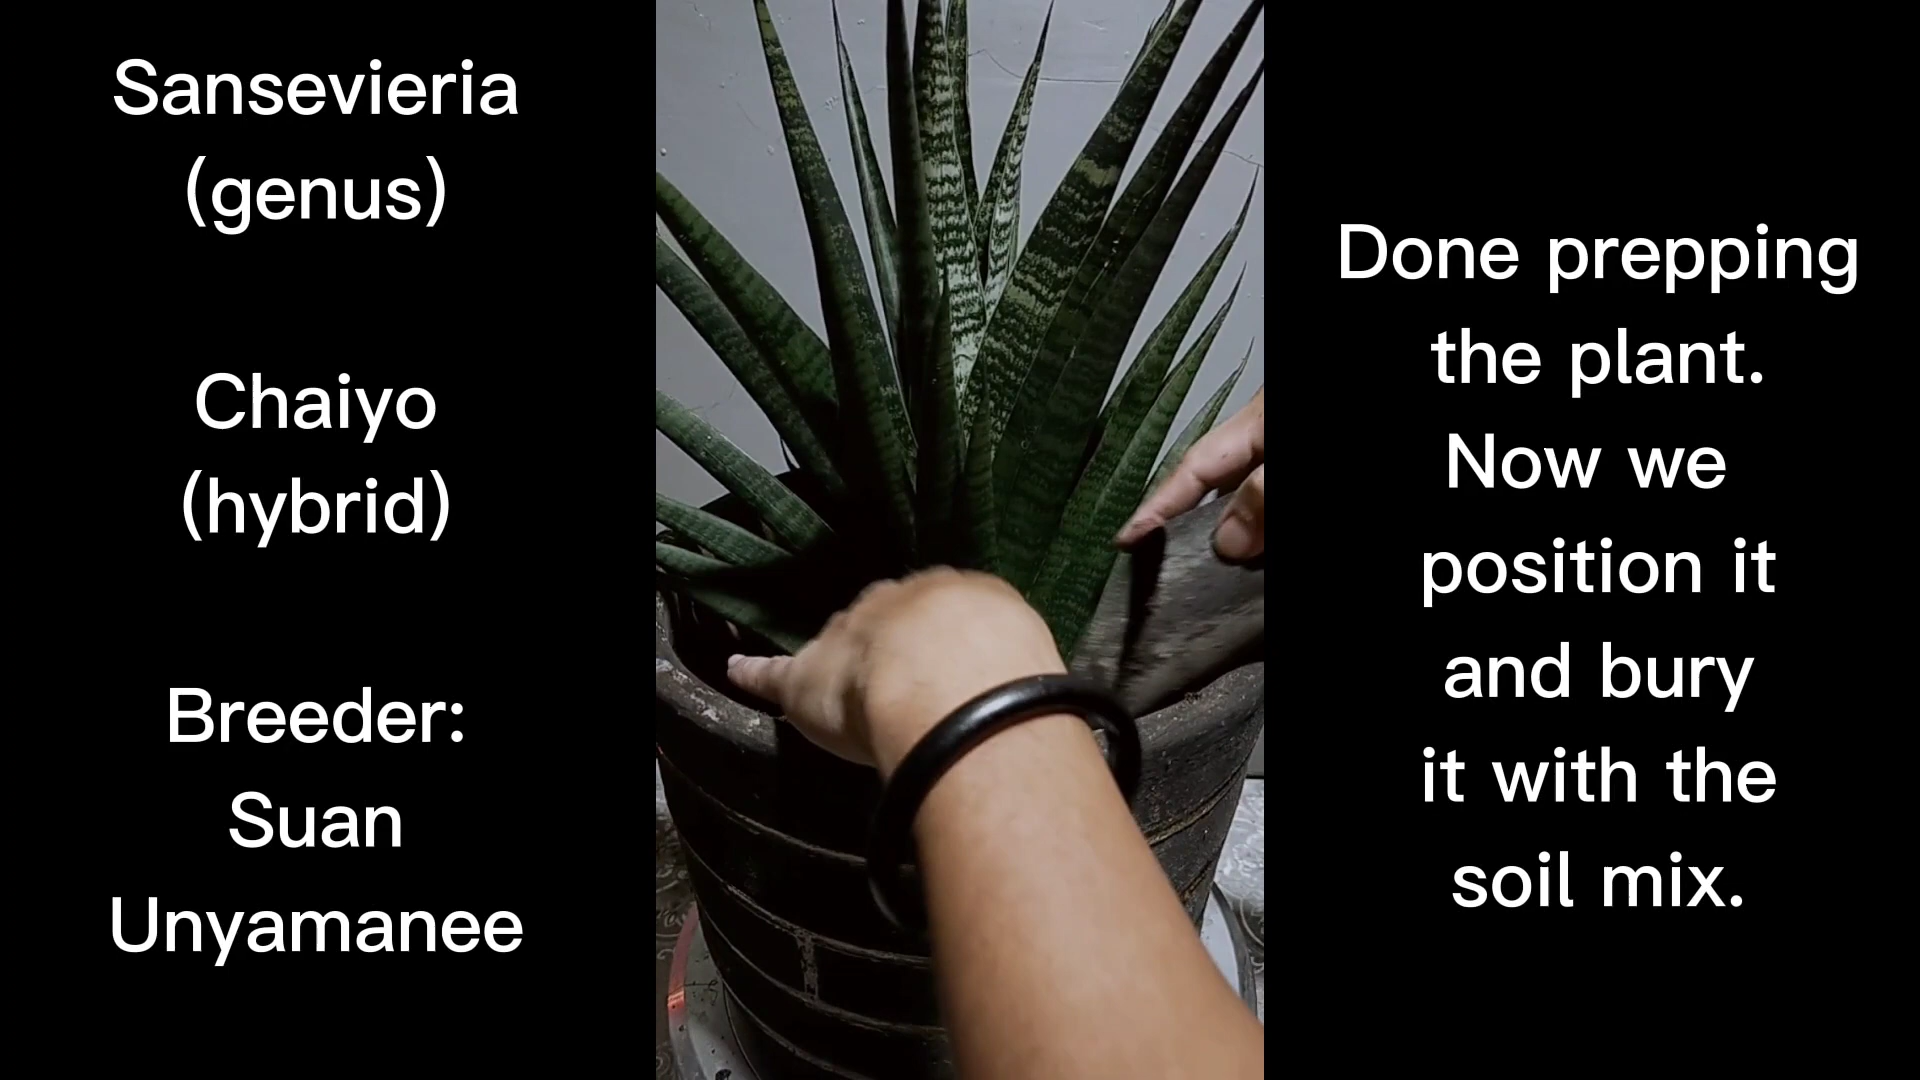 Sansevieria
(genus)
Chaiyo
(hybrid)
Breeder:
Suan
Unyamanee
Done prepping
the plant.
Now we
position it
and bury
it with the
soil mix.